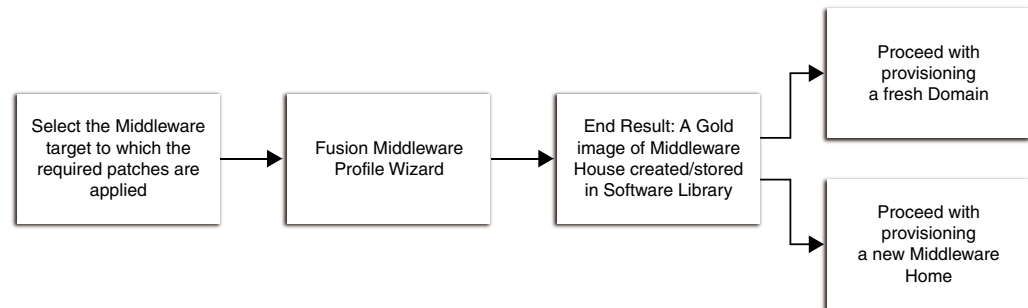 Select the Middleware
target to which the
required patches are
applied
Fusion Middleware
Profile Wizard
End Result: A Gold
image of Middleware
House created/stored
in Software Library
Proceed with
provisioning
a fresh Domain
Proceed with
provisioning
a new Middleware
Home